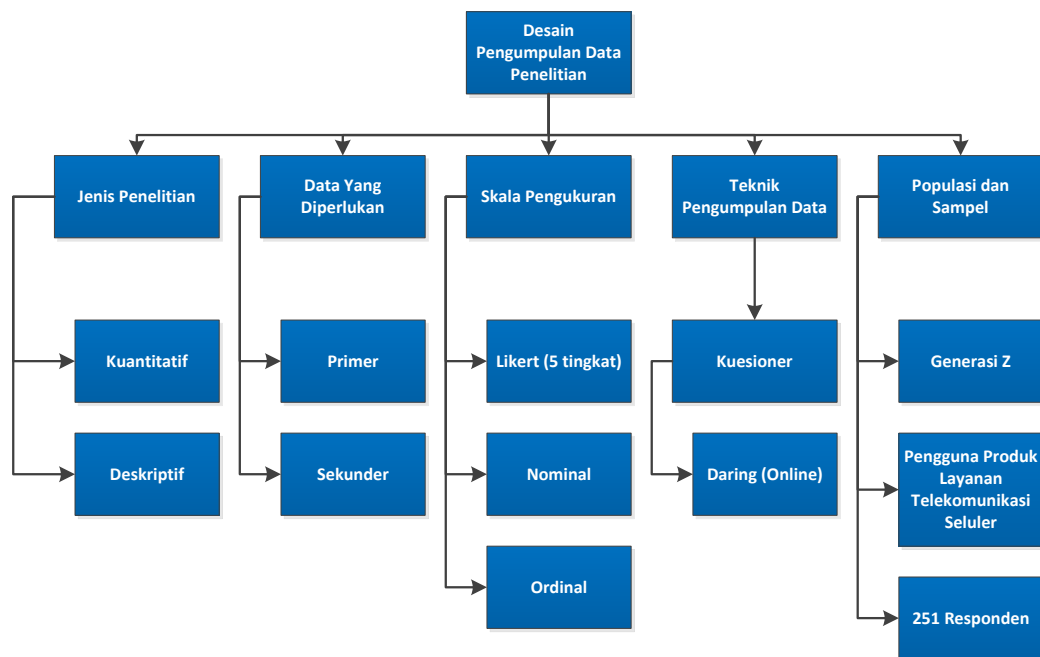 Desain
Pengumpulan Data
Penelitian
Jenis Penelitian
Data Yang
Diperlukan
Skala Pengukuran
Teknik
Pengumpulan Data
Populasi dan
Sampel
Kuantitatif
Primer
Likert (5 tingkat)
Kuesioner
Generasi Z
Deskriptif
Sekunder
Nominal
Daring (Online)
Pengguna Produk
Layanan
Telekomunikasi
Seluler
Ordinal
251 Responden